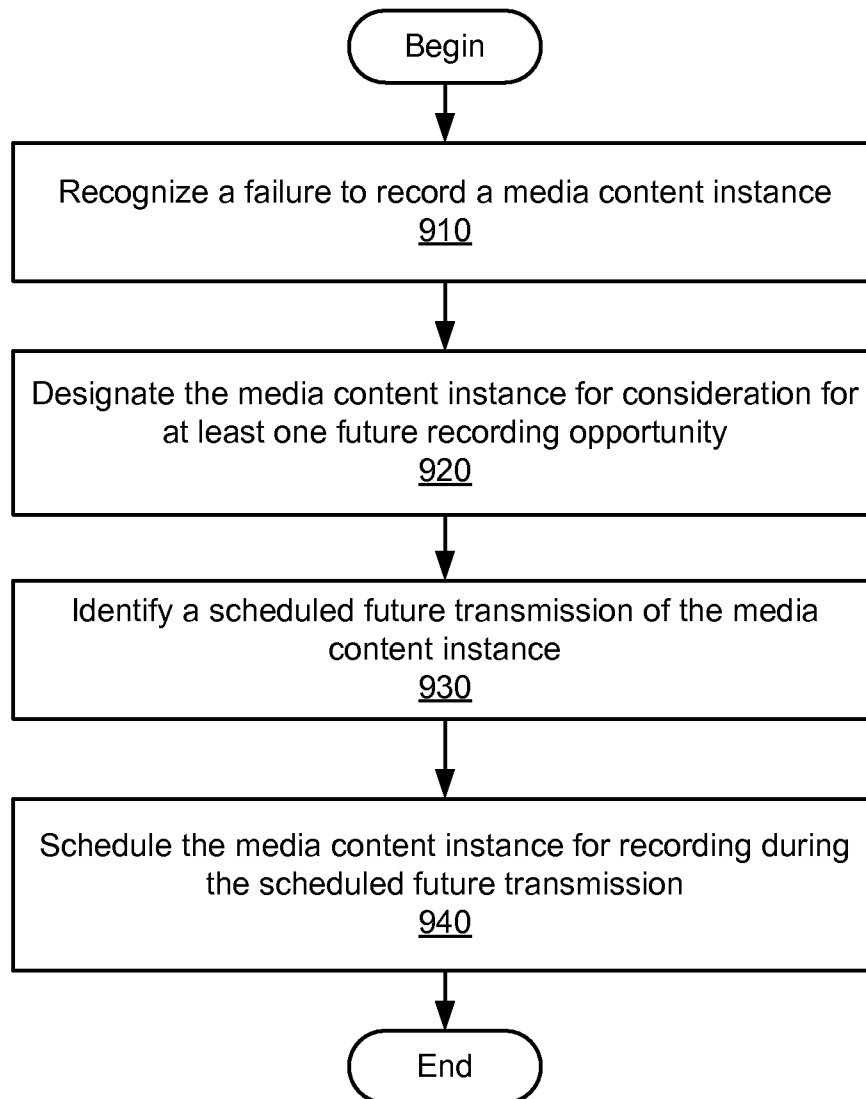 Begin
Recognize a failure to record a media content instance
910
Designate the media content instance for consideration for
at least one future recording opportunity
920
Identify a scheduled future transmission of the media
content instance
930
Schedule the media content instance for recording during
the scheduled future transmission
940
End